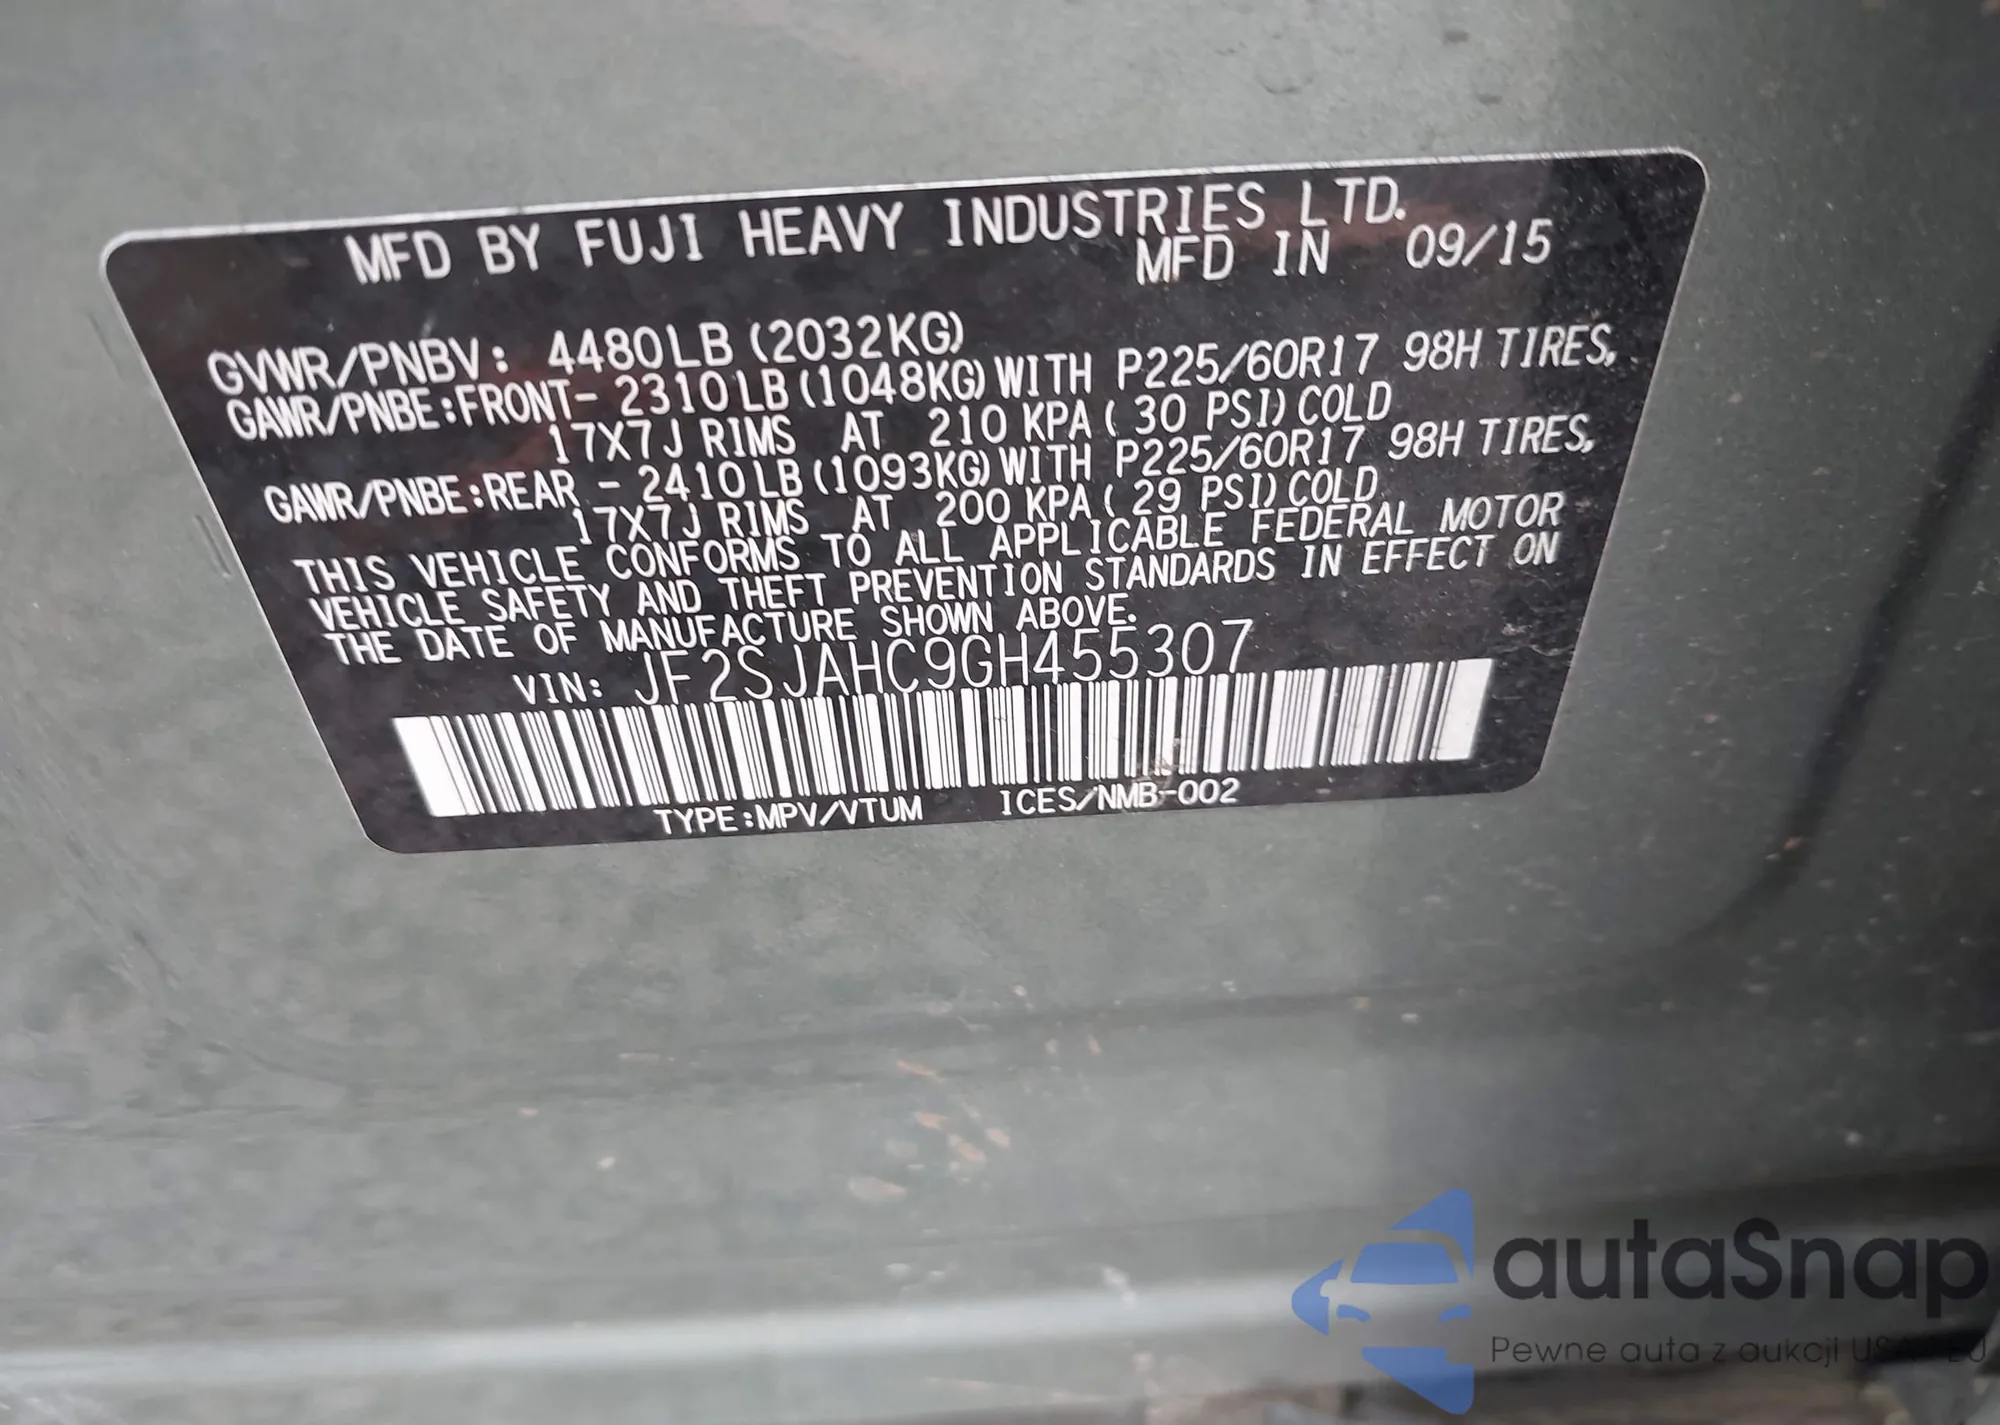 MFD BY FUJI HEAVY INDUSTRIES LTD.
MFD IN 09/15
GVWR/PNBV: 4480LB (2032KG)
GAWR/PNBE:FRONT- 2310LB(1048KG)WITH P225/60R17 98H TIRES,
17X7J RIMS AT 210 KPA( 30 PSI)COLD
GAWR/PNBE:REAR - 2410LB(1093KG)WITH P225/60R17 98H TIRES,
17X7J RIMS AT 200 KPA( 29 PSI)COLD
THIS VEHICLE CONFORMS TO ALL APPLICABLE FEDERAL MOTOR
VEHICLE SAFETY AND THEFT PREVENTION STANDARDS IN EFFECT ON
THE DATE OF MANUFACTURE SHOWN ABOVE.
VIN: JF2SJAHC9GH455307
TYPE:MPV/VTUM ICES/NMB-002
autaSnap
Pewne auta z aukcji USA EU